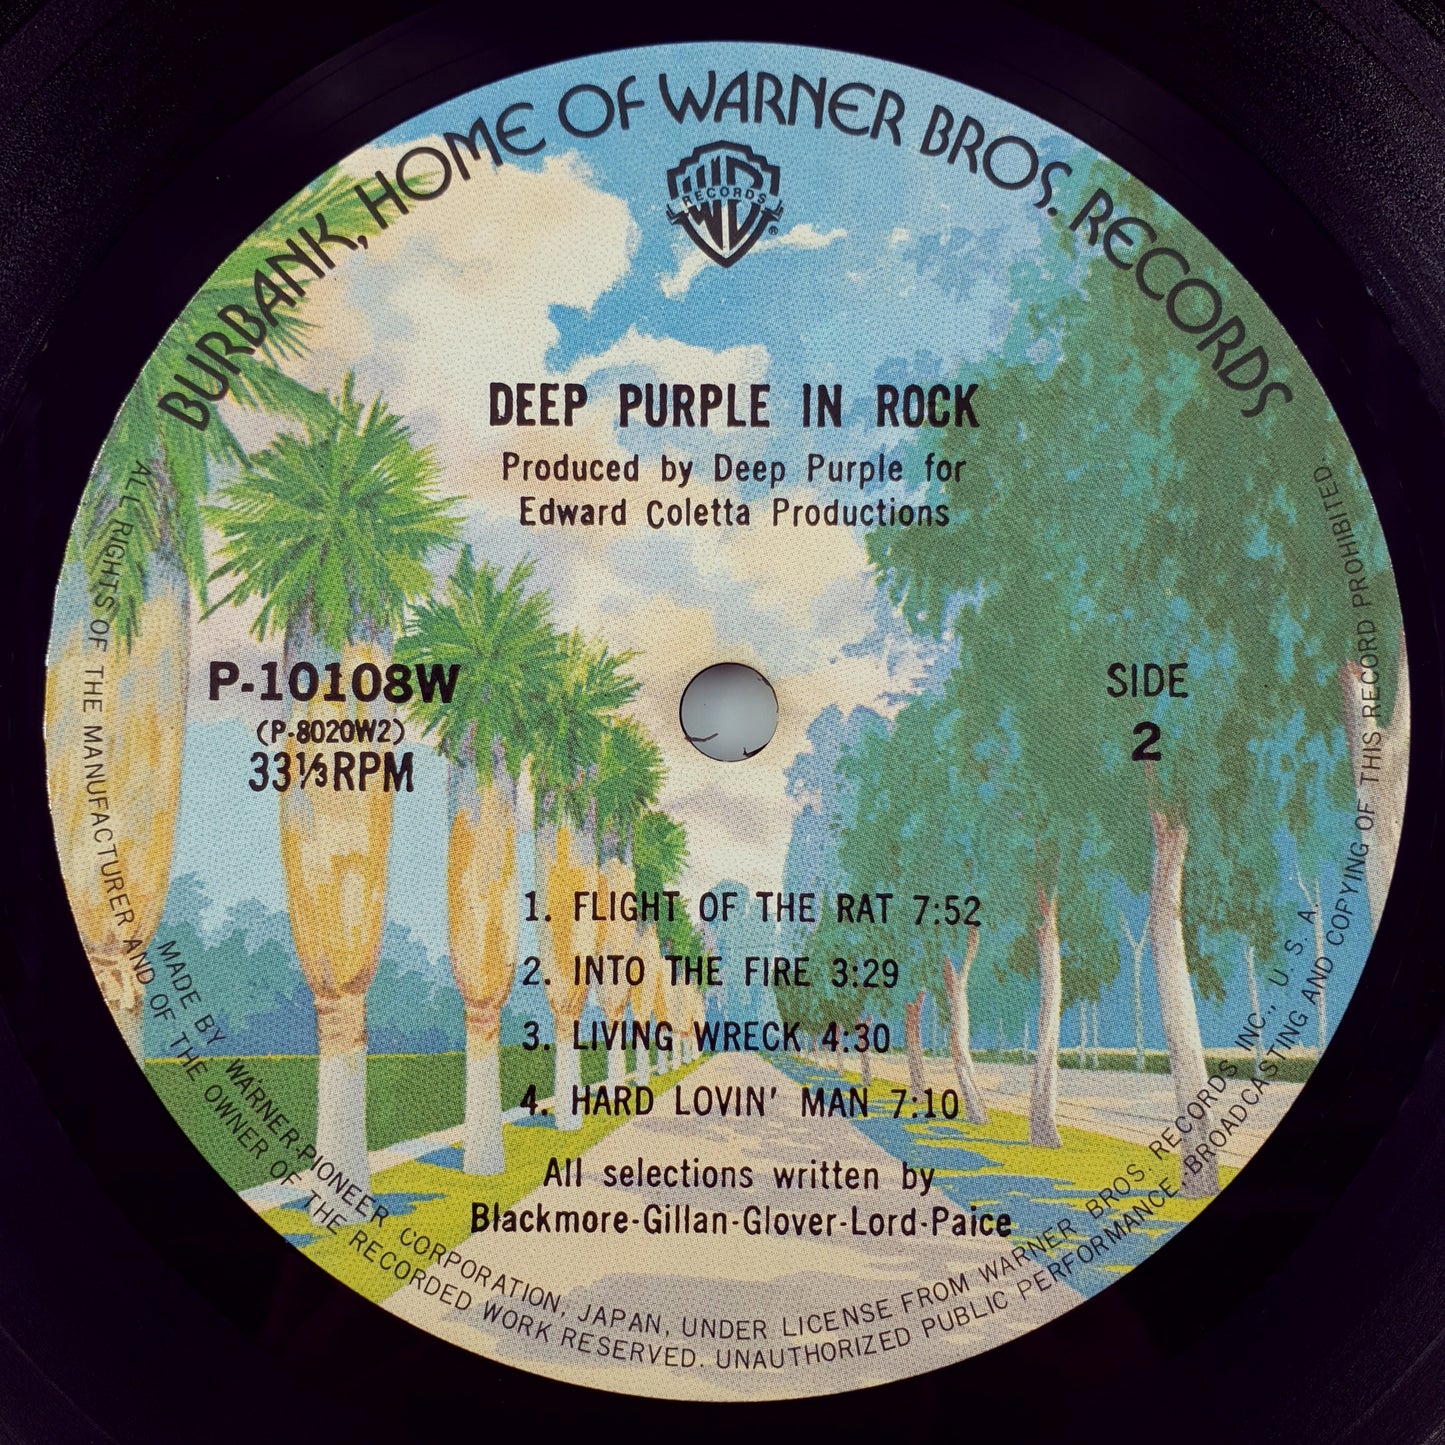 BURBANK, HOME OF WARNER BROS. RECORDS
RECORDS
®
DEEP PURPLE IN ROCK
Produced by Deep Purple for
Edward Coletta Productions
P-10108W
(P-8020W2)
33⅓RPM
SIDE
2
1. FLIGHT OF THE RAT 7:52
2. INTO THE FIRE 3:29
3. LIVING WRECK 4:30
4. HARD LOVIN' MAN 7:10
All selections written by
Blackmore-Gillan-Glover-Lord-Paice
MADE BY WARNER-PIONEER CORPORATION, JAPAN, UNDER LICENSE FROM WARNER BROS. RECORDS INC., U. S. A.
ALL RIGHTS OF THE MANUFACTURER AND OF THE OWNER OF THE RECORDED WORK RESERVED. UNAUTHORIZED PUBLIC PERFORMANCE, BROADCASTING AND COPYING OF THIS RECORD PROHIBITED.